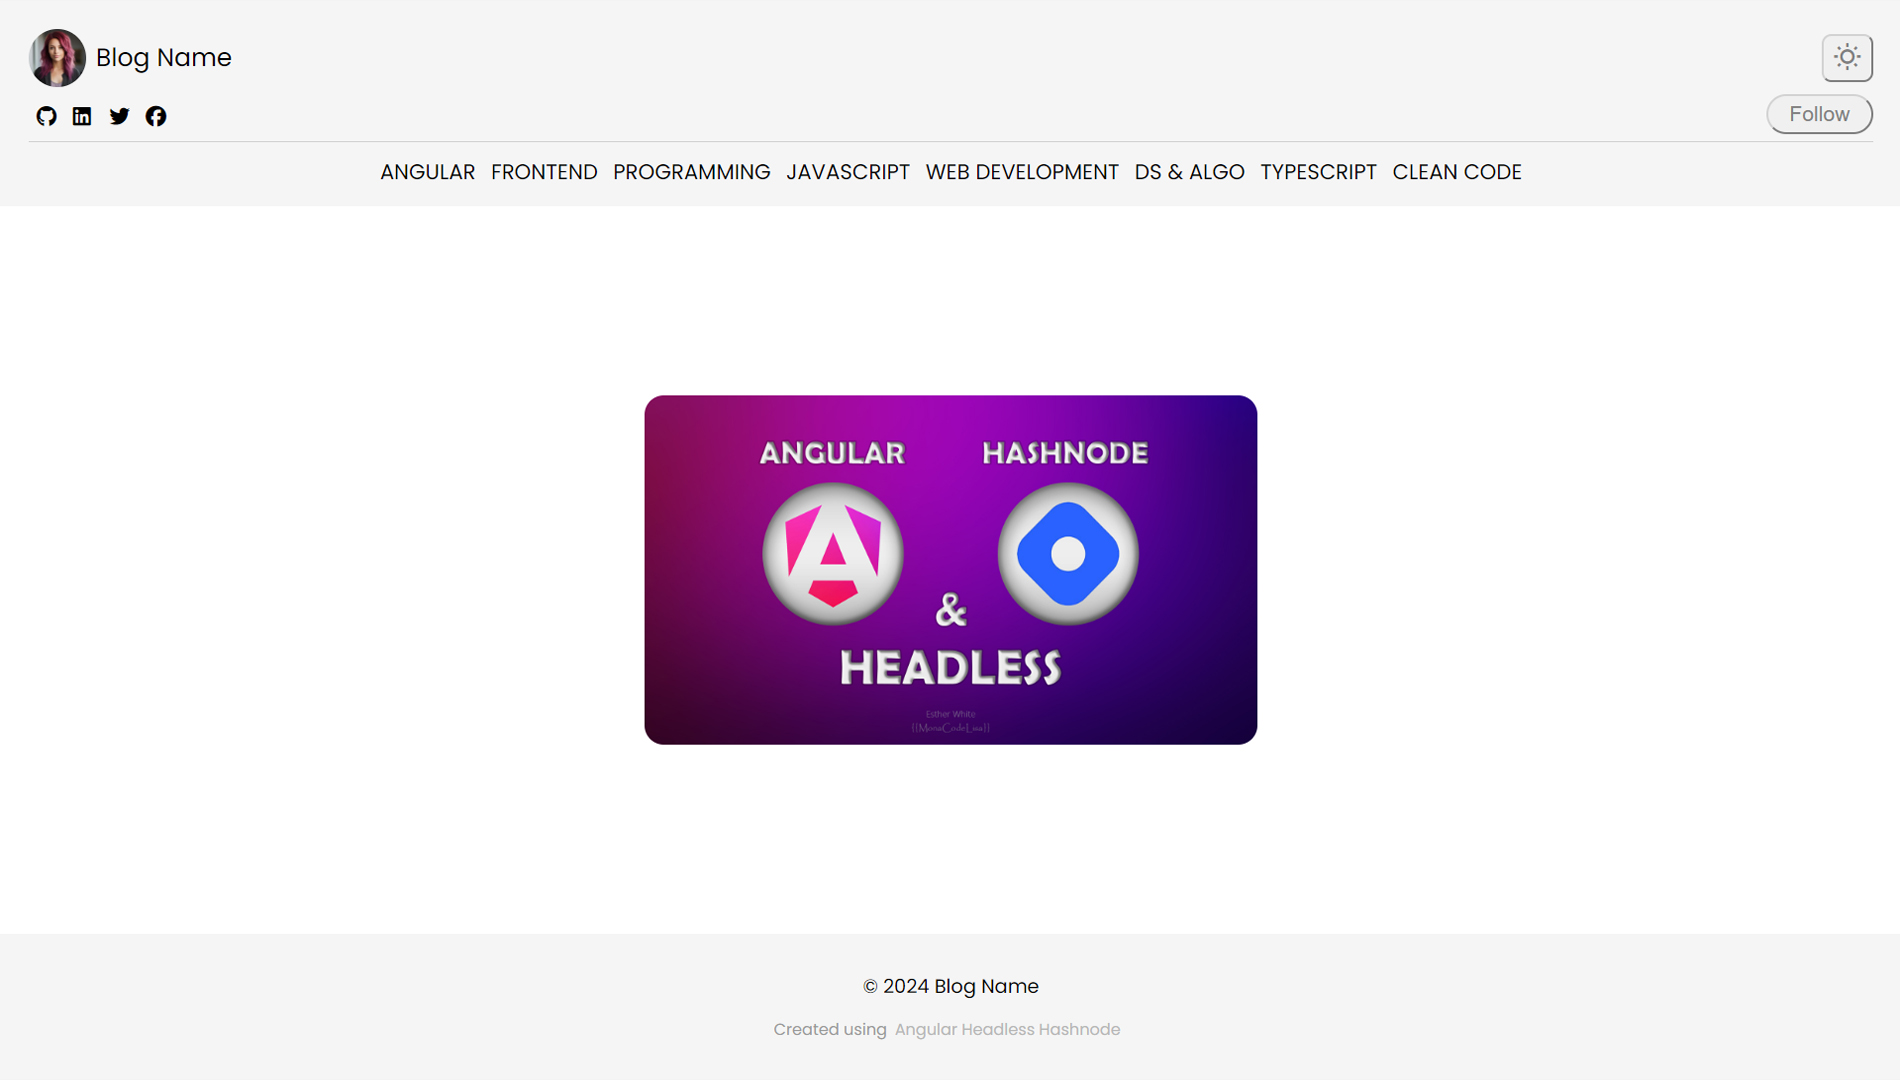 Blog Name
Follow
ANGULAR FRONTEND PROGRAMMING JAVASCRIPT WEB DEVELOPMENT DS & ALGO TYPESCRIPT CLEAN CODE
ANGULAR HASHNODE
&
HEADLESS
Esther White
{{MonaCodeLisa}}
© 2024 Blog Name
Created using Angular Headless Hashnode